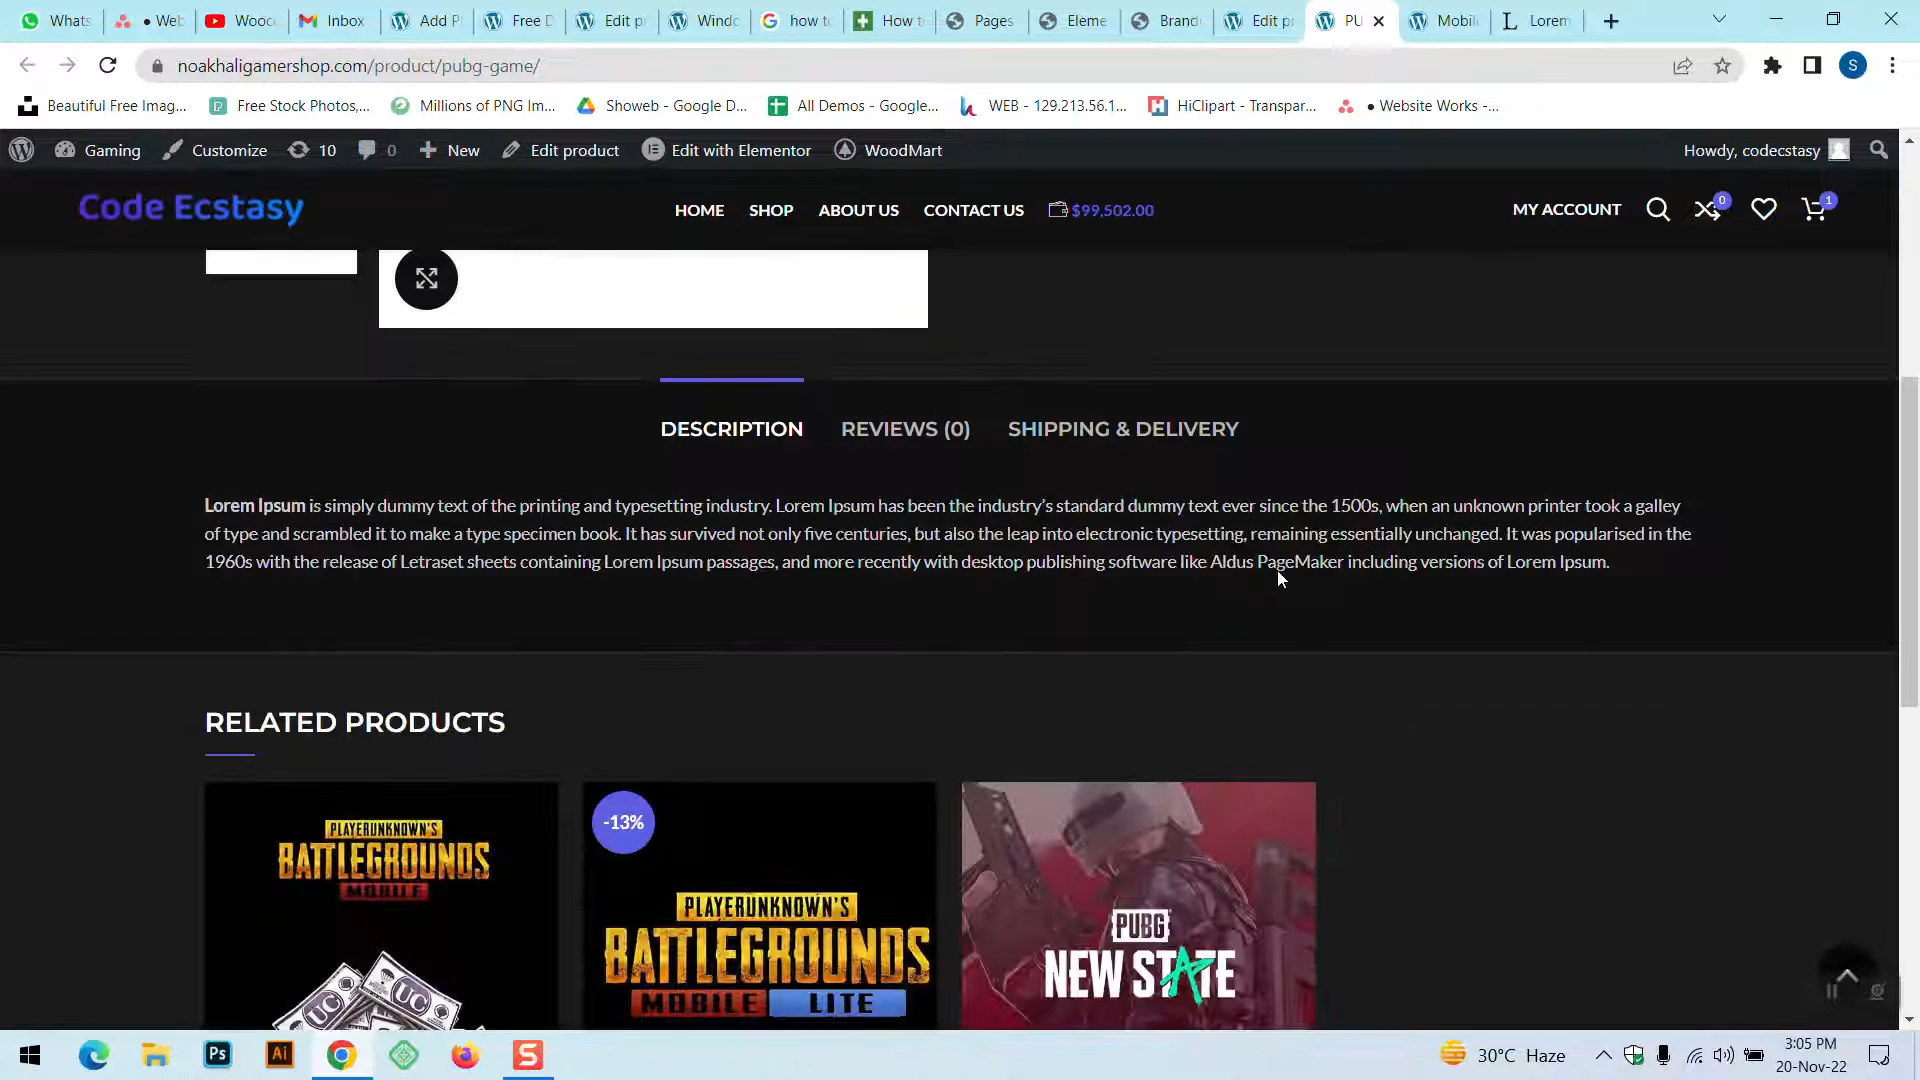 Whats
● Web
Wooc
Inbox
Add P
Free D
Edit p
Windo
how to
How t
Pages
Eleme
Brand
Edit p
PU
Mobil
Lorem
noakhaligamershop.com/product/pubg-game/
S
Beautiful Free Imag...
Free Stock Photos,...
Millions of PNG Im...
Showeb - Google D...
All Demos - Google...
WEB - 129.213.56.1...
HiClipart - Transpar...
● Website Works -...
Gaming
Customize
10
0
New
Edit product
Edit with Elementor
WoodMart
Howdy, codecstasy
Code Ecstasy
HOME
SHOP
ABOUT US
CONTACT US
$99,502.00
MY ACCOUNT
0
1
DESCRIPTION
REVIEWS (0)
SHIPPING & DELIVERY
Lorem Ipsum is simply dummy text of the printing and typesetting industry. Lorem Ipsum has been the industry’s standard dummy text ever since the 1500s, when an unknown printer took a galley
of type and scrambled it to make a type specimen book. It has survived not only five centuries, but also the leap into electronic typesetting, remaining essentially unchanged. It was popularised in the
1960s with the release of Letraset sheets containing Lorem Ipsum passages, and more recently with desktop publishing software like Aldus PageMaker including versions of Lorem Ipsum.
RELATED PRODUCTS
PLAYERUNKNOWN'S
BATTLEGROUNDS
MOBILE
UC
UC
-13%
PLAYERUNKNOWN'S
BATTLEGROUNDS
MOBILE LITE
PUBG
NEW STATE
Ps
Ai
S
30°C Haze
3:05 PM
20-Nov-22